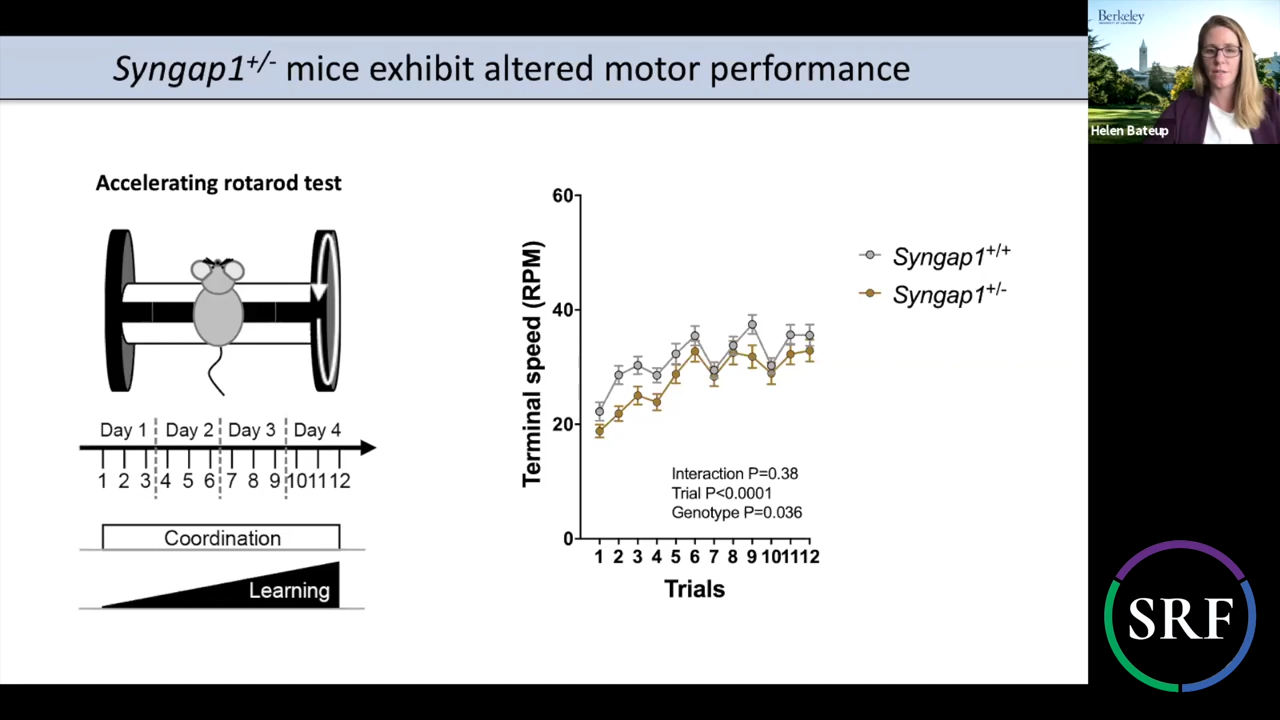 Syngap1+/- mice exhibit altered motor performance
Berkeley
Helen Bateup
Accelerating rotarod test
Day 1 Day 2 Day 3 Day 4
1 2 3 4 5 6 7 8 9 10 11 12
Coordination
Learning
Terminal speed (RPM)
60
40
20
0
Interaction P=0.38
Trial P<0.0001
Genotype P=0.036
1 2 3 4 5 6 7 8 9 10 11 12
Trials
Syngap1+/+
Syngap1+/-
SRF